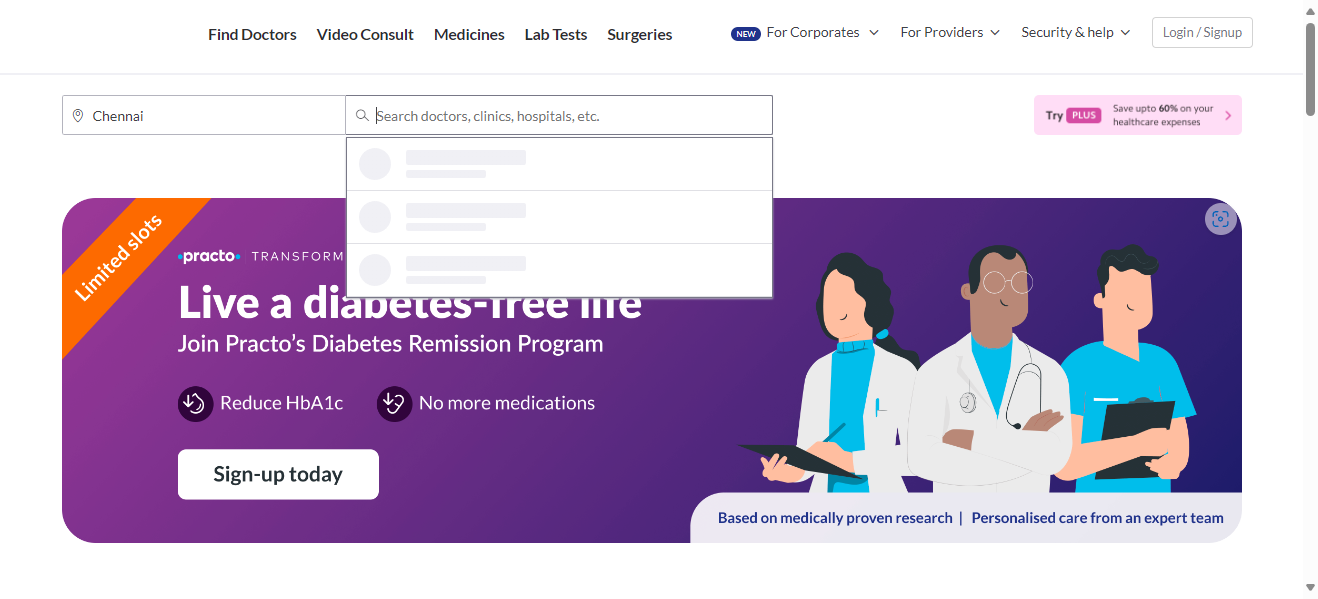 Find Doctors Video Consult Medicines Lab Tests Surgeries NEW For Corporates For Providers Security & help Login / Signup
Chennai Search doctors, clinics, hospitals, etc.
Try PLUS Save upto 60% on your
healthcare expenses
Limited slots
practo TRANSFORM
Live a diabetes-free life
Join Practo's Diabetes Remission Program
Reduce HbA1c No more medications
Sign-up today
Based on medically proven research | Personalised care from an expert team